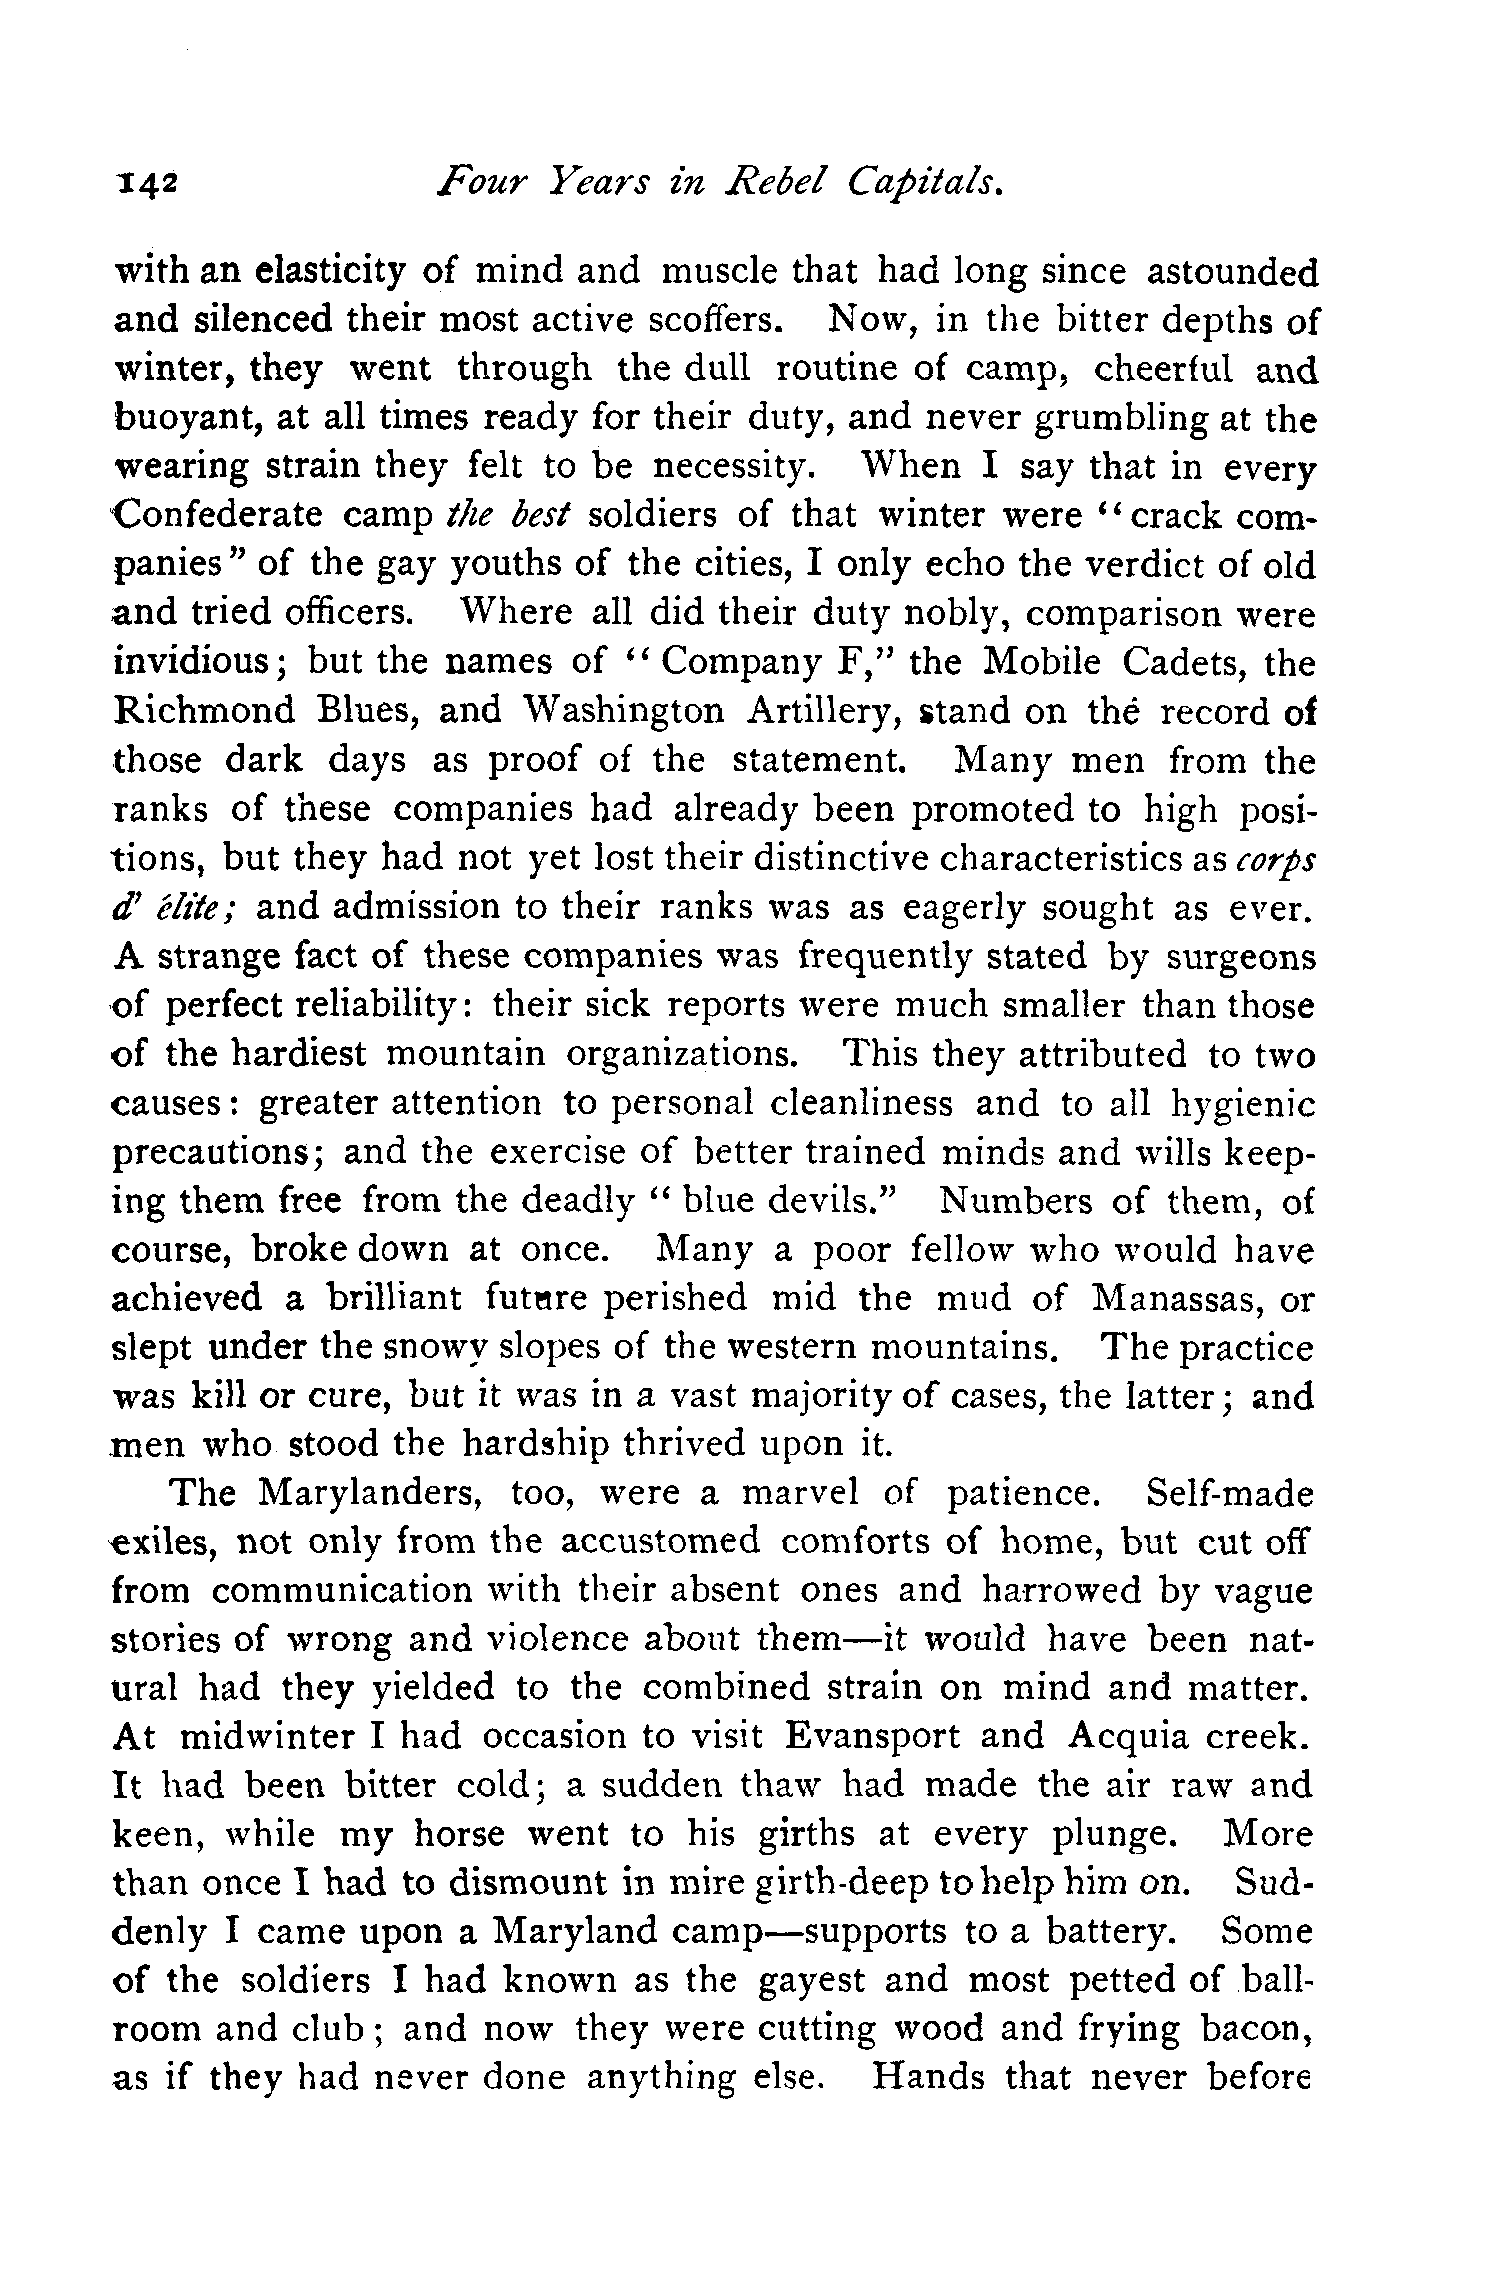 142 Four Years in Rebel Capitals.
with an elasticity of mind and muscle that had long since astounded
and silenced their most active scoffers. Now, in the bitter depths of
winter, they went through the dull routine of camp, cheerful and
buoyant, at all times ready for their duty, and never grumbling at the
wearing strain they felt to be necessity. When I say that in every
Confederate camp the best soldiers of that winter were “crack com-
panies” of the gay youths of the cities, I only echo the verdict of old
and tried officers. Where all did their duty nobly, comparison were
invidious; but the names of “Company F,” the Mobile Cadets, the
Richmond Blues, and Washington Artillery, stand on the record of
those dark days as proof of the statement. Many men from the
ranks of these companies had already been promoted to high posi-
tions, but they had not yet lost their distinctive characteristics as corps
d' élite; and admission to their ranks was as eagerly sought as ever.
A strange fact of these companies was frequently stated by surgeons
of perfect reliability: their sick reports were much smaller than those
of the hardiest mountain organizations. This they attributed to two
causes: greater attention to personal cleanliness and to all hygienic
precautions; and the exercise of better trained minds and wills keep-
ing them free from the deadly “blue devils.” Numbers of them, of
course, broke down at once. Many a poor fellow who would have
achieved a brilliant future perished mid the mud of Manassas, or
slept under the snowy slopes of the western mountains. The practice
was kill or cure, but it was in a vast majority of cases, the latter; and
men who stood the hardship thrived upon it.
The Marylanders, too, were a marvel of patience. Self-made
exiles, not only from the accustomed comforts of home, but cut off
from communication with their absent ones and harrowed by vague
stories of wrong and violence about them—it would have been nat-
ural had they yielded to the combined strain on mind and matter.
At midwinter I had occasion to visit Evansport and Acquia creek.
It had been bitter cold; a sudden thaw had made the air raw and
keen, while my horse went to his girths at every plunge. More
than once I had to dismount in mire girth-deep to help him on. Sud-
denly I came upon a Maryland camp—supports to a battery. Some
of the soldiers I had known as the gayest and most petted of ball-
room and club; and now they were cutting wood and frying bacon,
as if they had never done anything else. Hands that never before